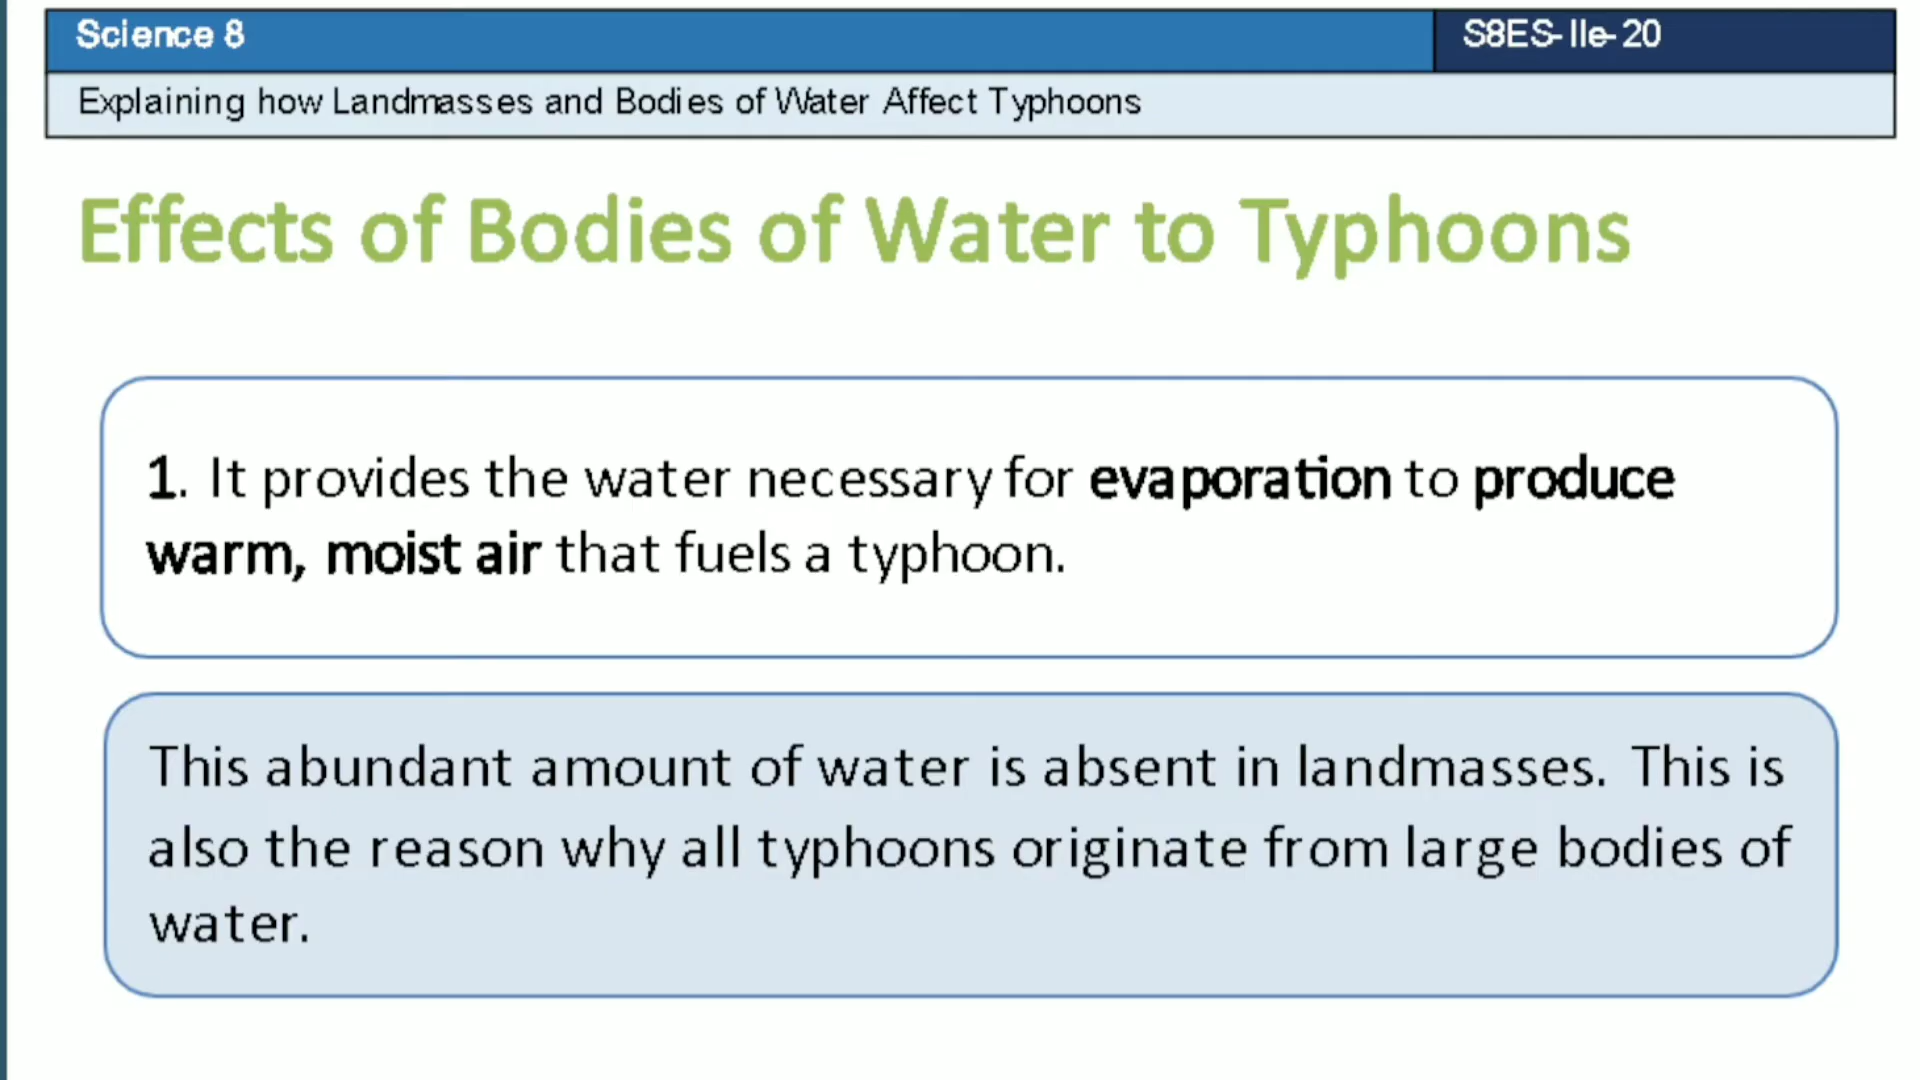 Science 8
S8ES-IIe-20
Explaining how Landmasses and Bodies of Water Affect Typhoons
Effects of Bodies of Water to Typhoons
1. It provides the water necessary for evaporation to produce
warm, moist air that fuels a typhoon.
This abundant amount of water is absent in landmasses. This is
also the reason why all typhoons originate from large bodies of
water.